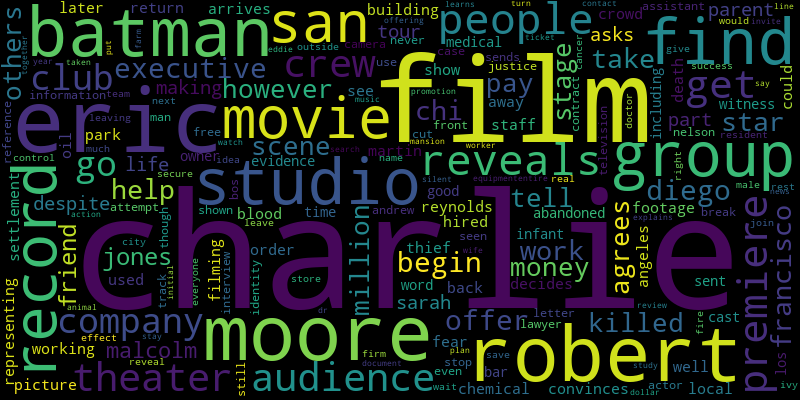 later return arrives building crowd assistant turn contact line
batman san people find
others tour parent asks would
club executive crew medical case use never
information team making however see show justice take get death
eric movie film
oil man next leaving year
park scene chi pay away stage
reference much free owner evidence martin front staff
life go studio reveals group
help name
despite friend million tell diego
record charlie
settlement jones work money agrees
begin francisco premiere
company moore offer killed
representing theater audience robert
malcolm picture working
star part witness could
including contract cancer television
nelson resident right
footage abandoned hired reynolds
good blood time shown andrew silent
infant thief order
angeles los sent break join
decides used city store
sarah word back seen
fear stop even wait bar
chemical convinces well
lawyer letter dr
firm document plan save study
actor local cast fire
interview identity filming
still track initial everyone
though attempt secure
control idea watch
bos leave wife
mansion worker music promotion
camera outside sends
eddie offering ticket
learns give success invite say
doctor male rest news
equipment entire real
search explains review dollar
animal action effect stay reveal
put taken farm together
ivy